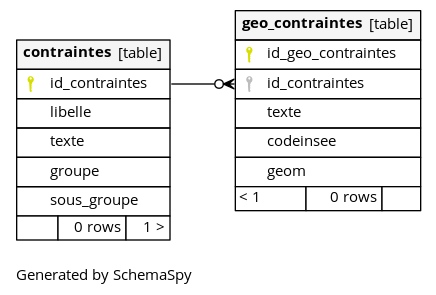 contraintes [table]
id_contraintes
libelle
texte
groupe
sous_groupe
0 rows 1 >
geo_contraintes [table]
id_geo_contraintes
id_contraintes
texte
codeinsee
geom
< 1 0 rows
Generated by SchemaSpy